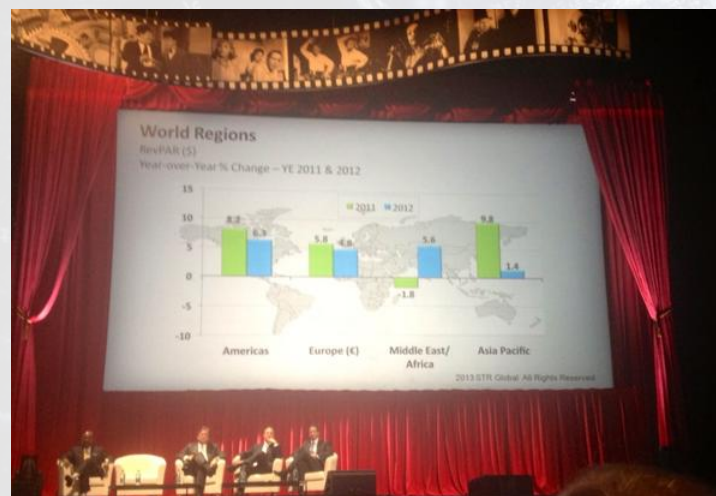 World Regions
RevPAR ($)
Year-over-Year % Change – YE 2011 & 2012
15
2011 2012
10
9.8
8.2
6.3
5.8
4.8
5.6
5
1.4
0
-1.8
-5
-10
Americas
Europe (€)
Middle East/
Africa
Asia Pacific
2013 STR Global. All Rights Reserved